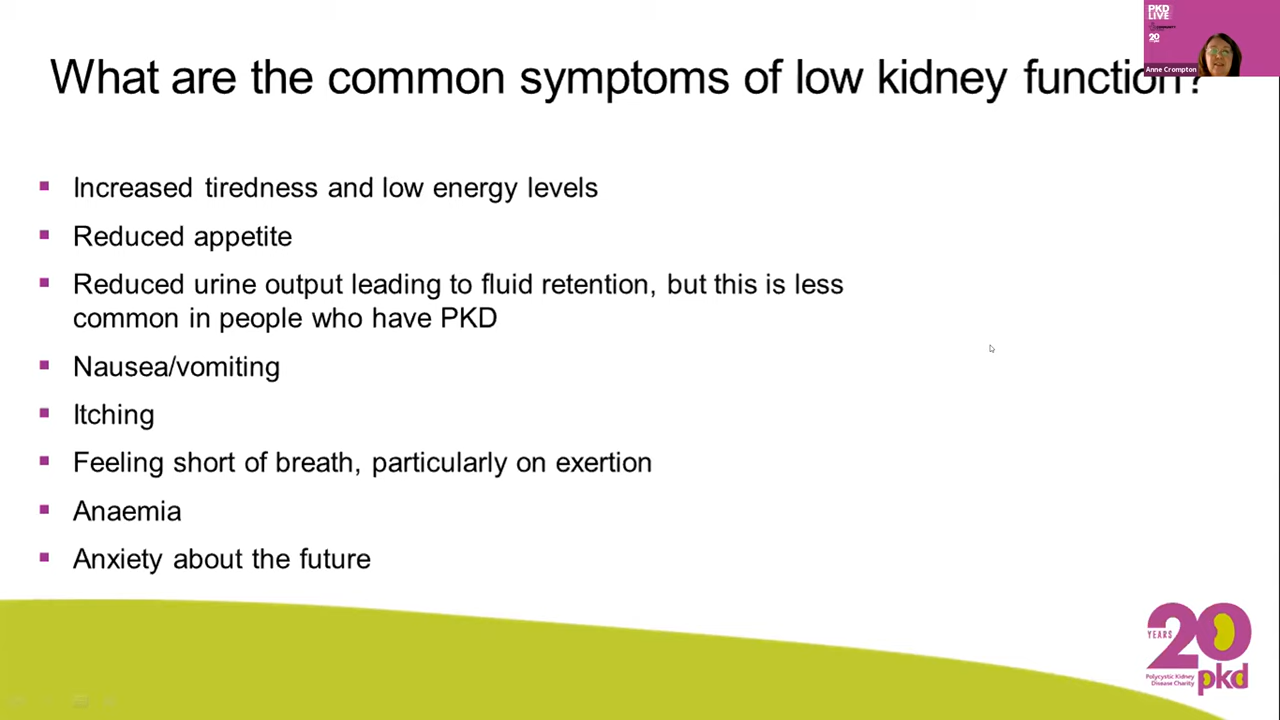 PKD
LIVE
20
Anne Crompton
What are the common symptoms of low kidney function?
Increased tiredness and low energy levels
Reduced appetite
Reduced urine output leading to fluid retention, but this is less
common in people who have PKD
Nausea/vomiting
Itching
Feeling short of breath, particularly on exertion
Anaemia
Anxiety about the future
YEARS 20
Polycystic Kidney
Disease Charity
pkd